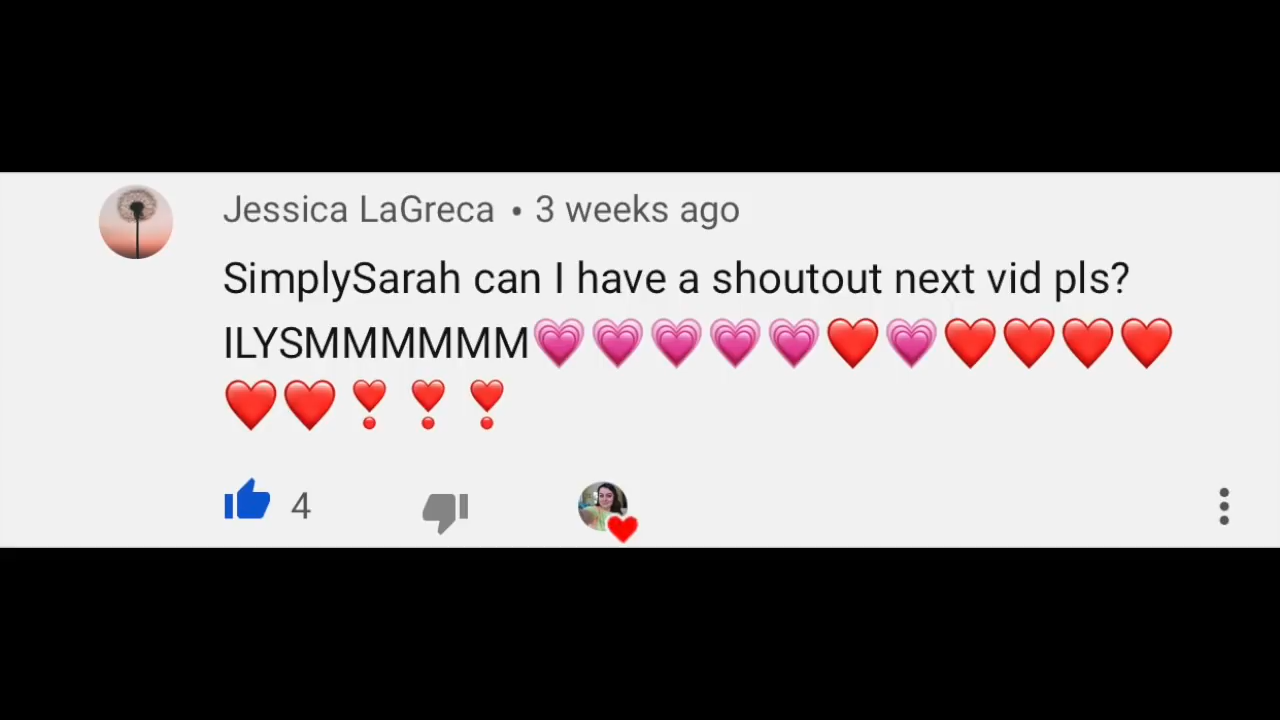 Jessica LaGreca • 3 weeks ago
SimplySarah can I have a shoutout next vid pls?
ILYSMMMMMM💗💗💗💗💗❤️💗❤️❤️❤️❤️
❤️❤️❣️❣️❣️
4